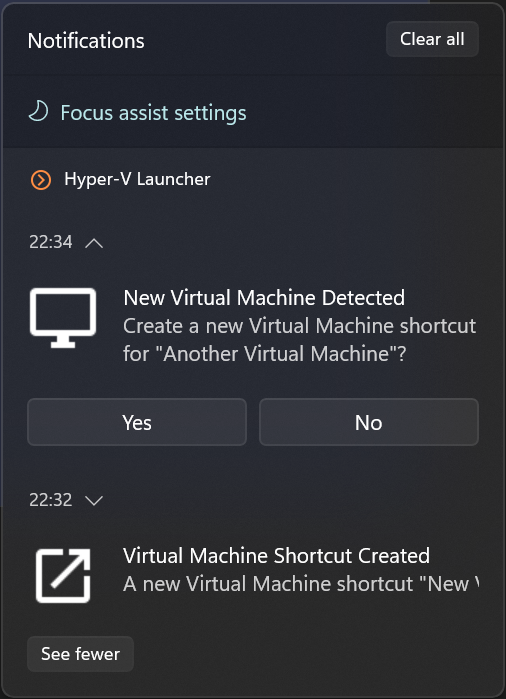 Notifications
Clear all
Focus assist settings
Hyper-V Launcher
22:34
New Virtual Machine Detected
Create a new Virtual Machine shortcut
for "Another Virtual Machine"?
Yes
No
22:32
Virtual Machine Shortcut Created
A new Virtual Machine shortcut "New
See fewer